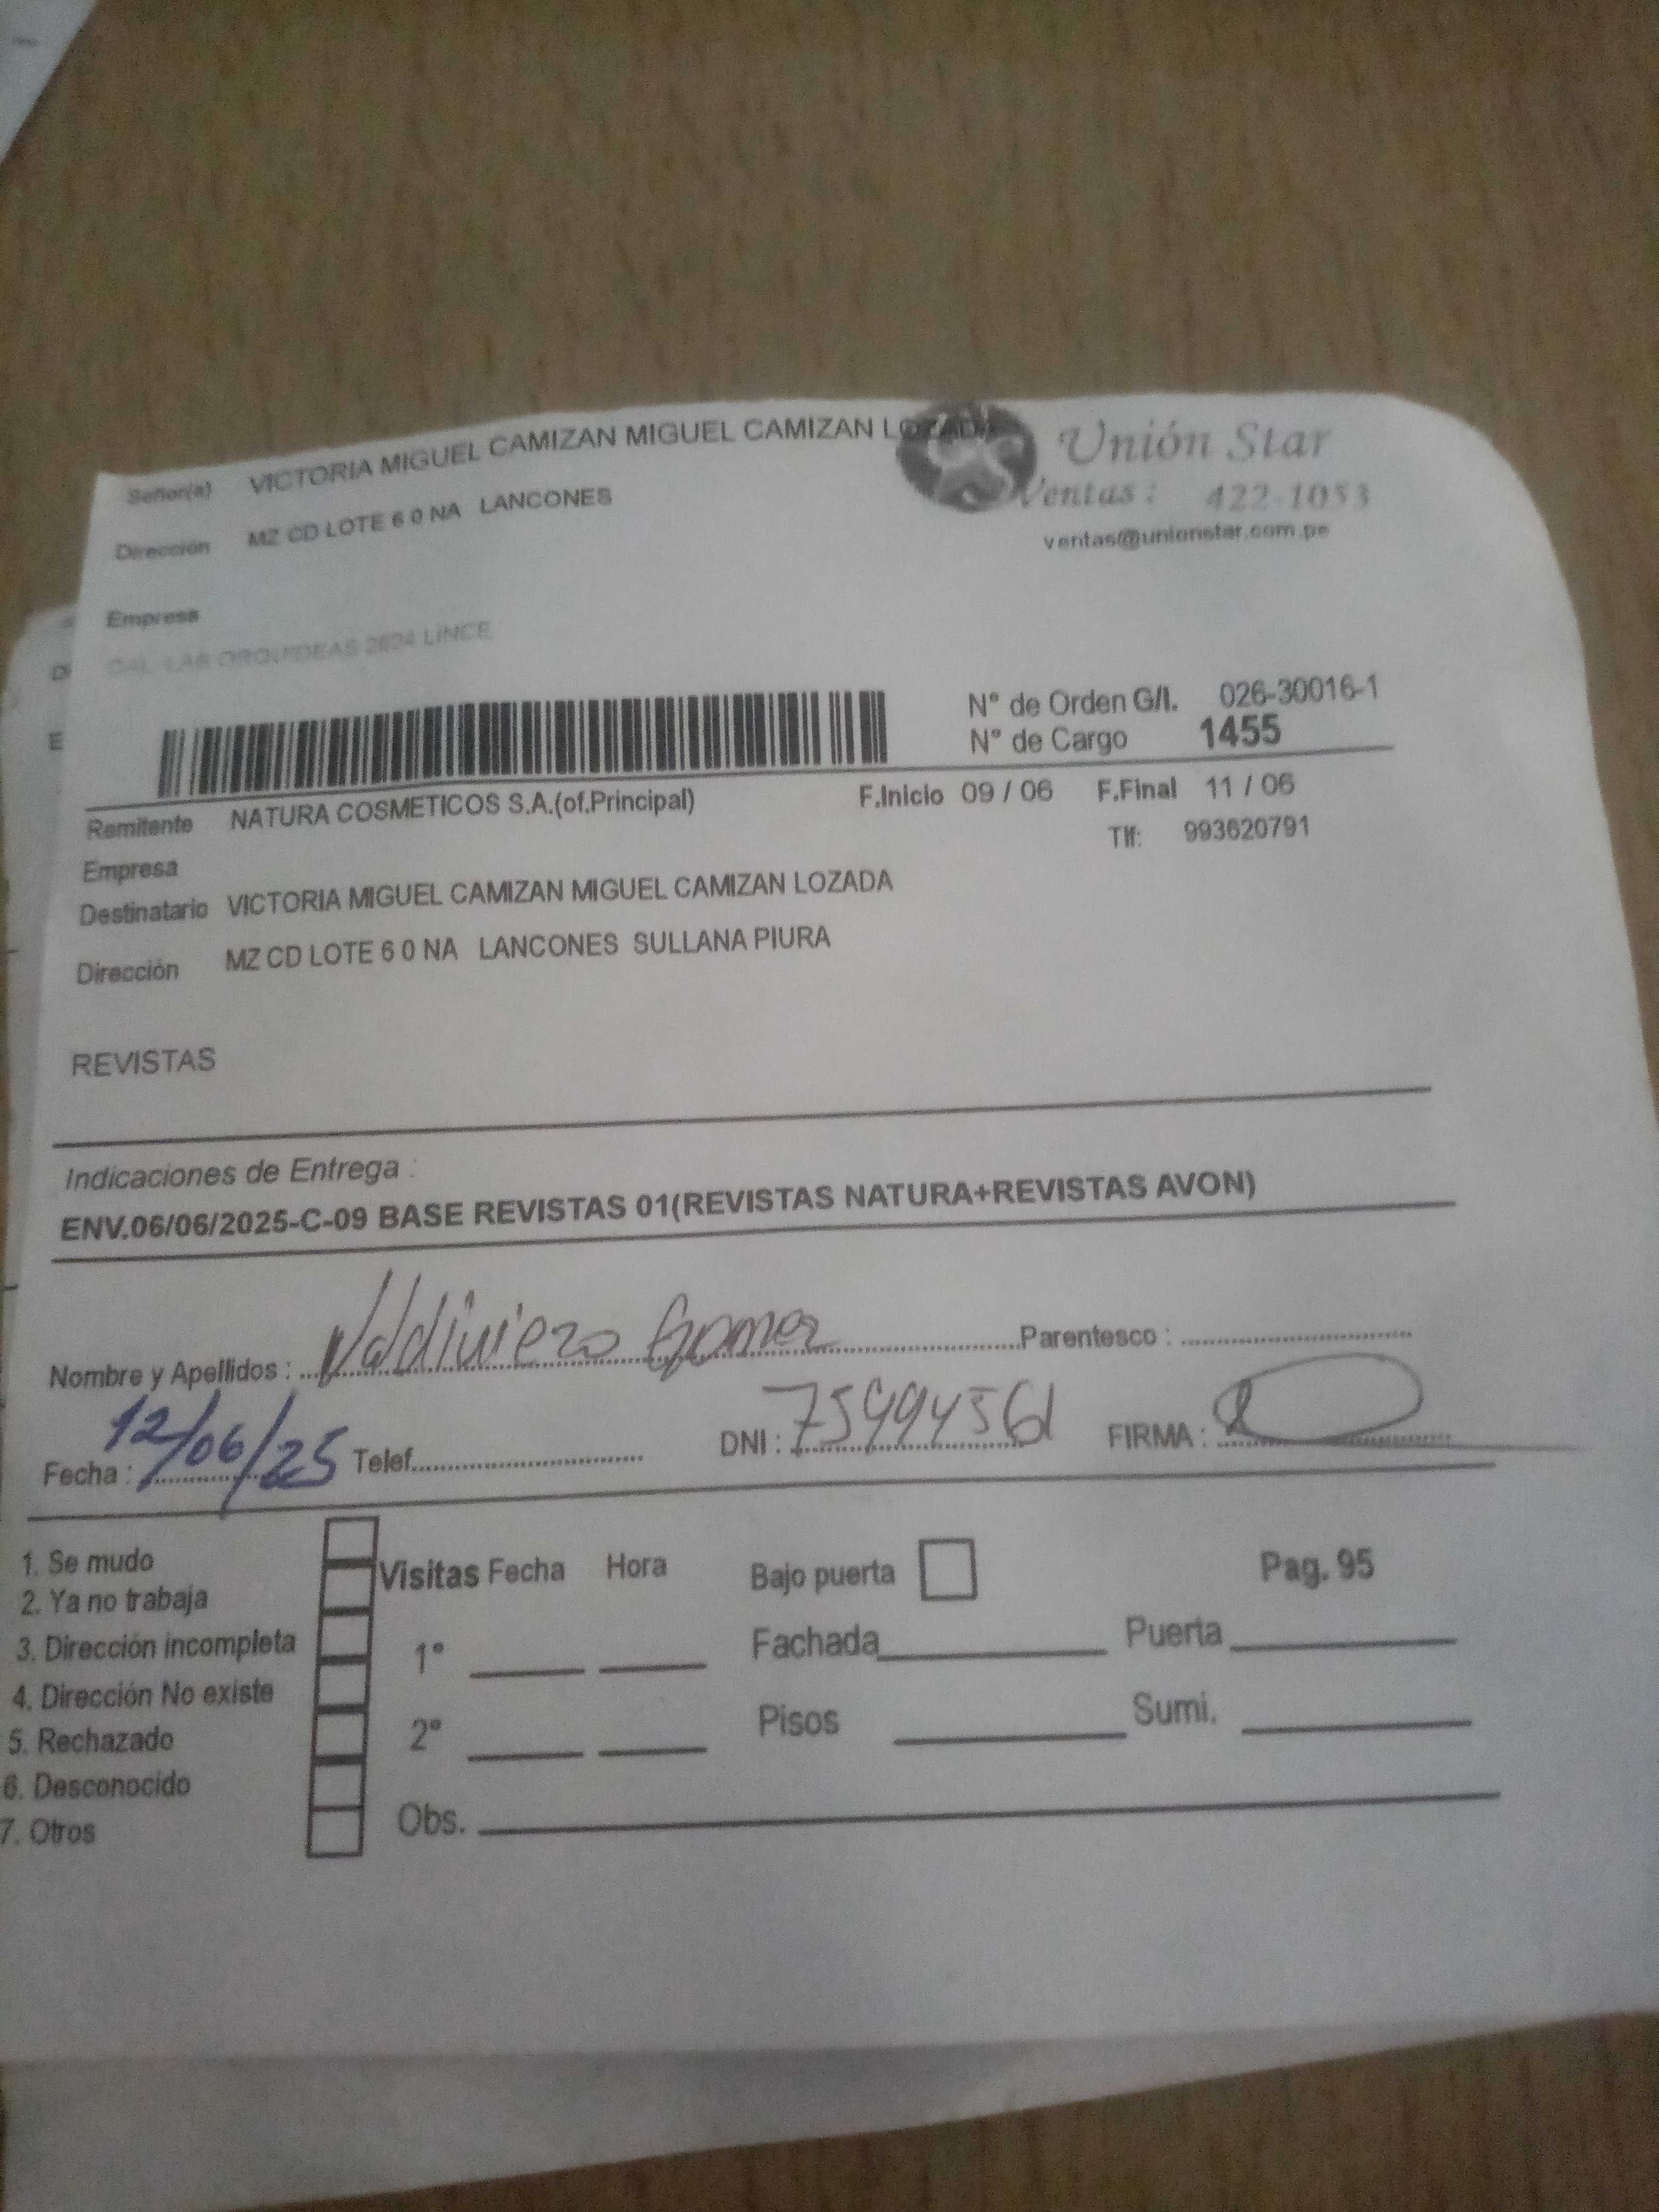 Señor(a) VICTORIA MIGUEL CAMIZAN MIGUEL CAMIZAN LOZADA
Unión Star
Dirección MZ CD LOTE 6 0 NA LANCONES
Ventas: 422 1053
ventas@unionstar.com.pe
Empresa
CAL. LAS ORQUIDEAS LINCE
N° de Orden G/I. 026-30016-1
N° de Cargo 1455
Remitente NATURA COSMETICOS S.A.(of.Principal) F.Inicio 09 / 06 F.Final 11 / 06
Tlf: 993620791
Empresa
Destinatario VICTORIA MIGUEL CAMIZAN MIGUEL CAMIZAN LOZADA
Dirección MZ CD LOTE 6 0 NA LANCONES SULLANA PIURA
REVISTAS
Indicaciones de Entrega :
ENV.06/06/2025-C-09 BASE REVISTAS 01(REVISTAS NATURA+REVISTAS AVON)
Nombre y Apellidos : Valdiviezo Parentesco :
Fecha : 12/06/25 Telef. DNI : FIRMA :
1. Se mudo
2. Ya no trabaja
3. Dirección incompleta
4. Dirección No existe
5. Rechazado
6. Desconocido
7. Otros
Visitas Fecha Hora
1°
2°
Obs.
Bajo puerta Pag. 95
Fachada Puerta
Pisos Sumi.